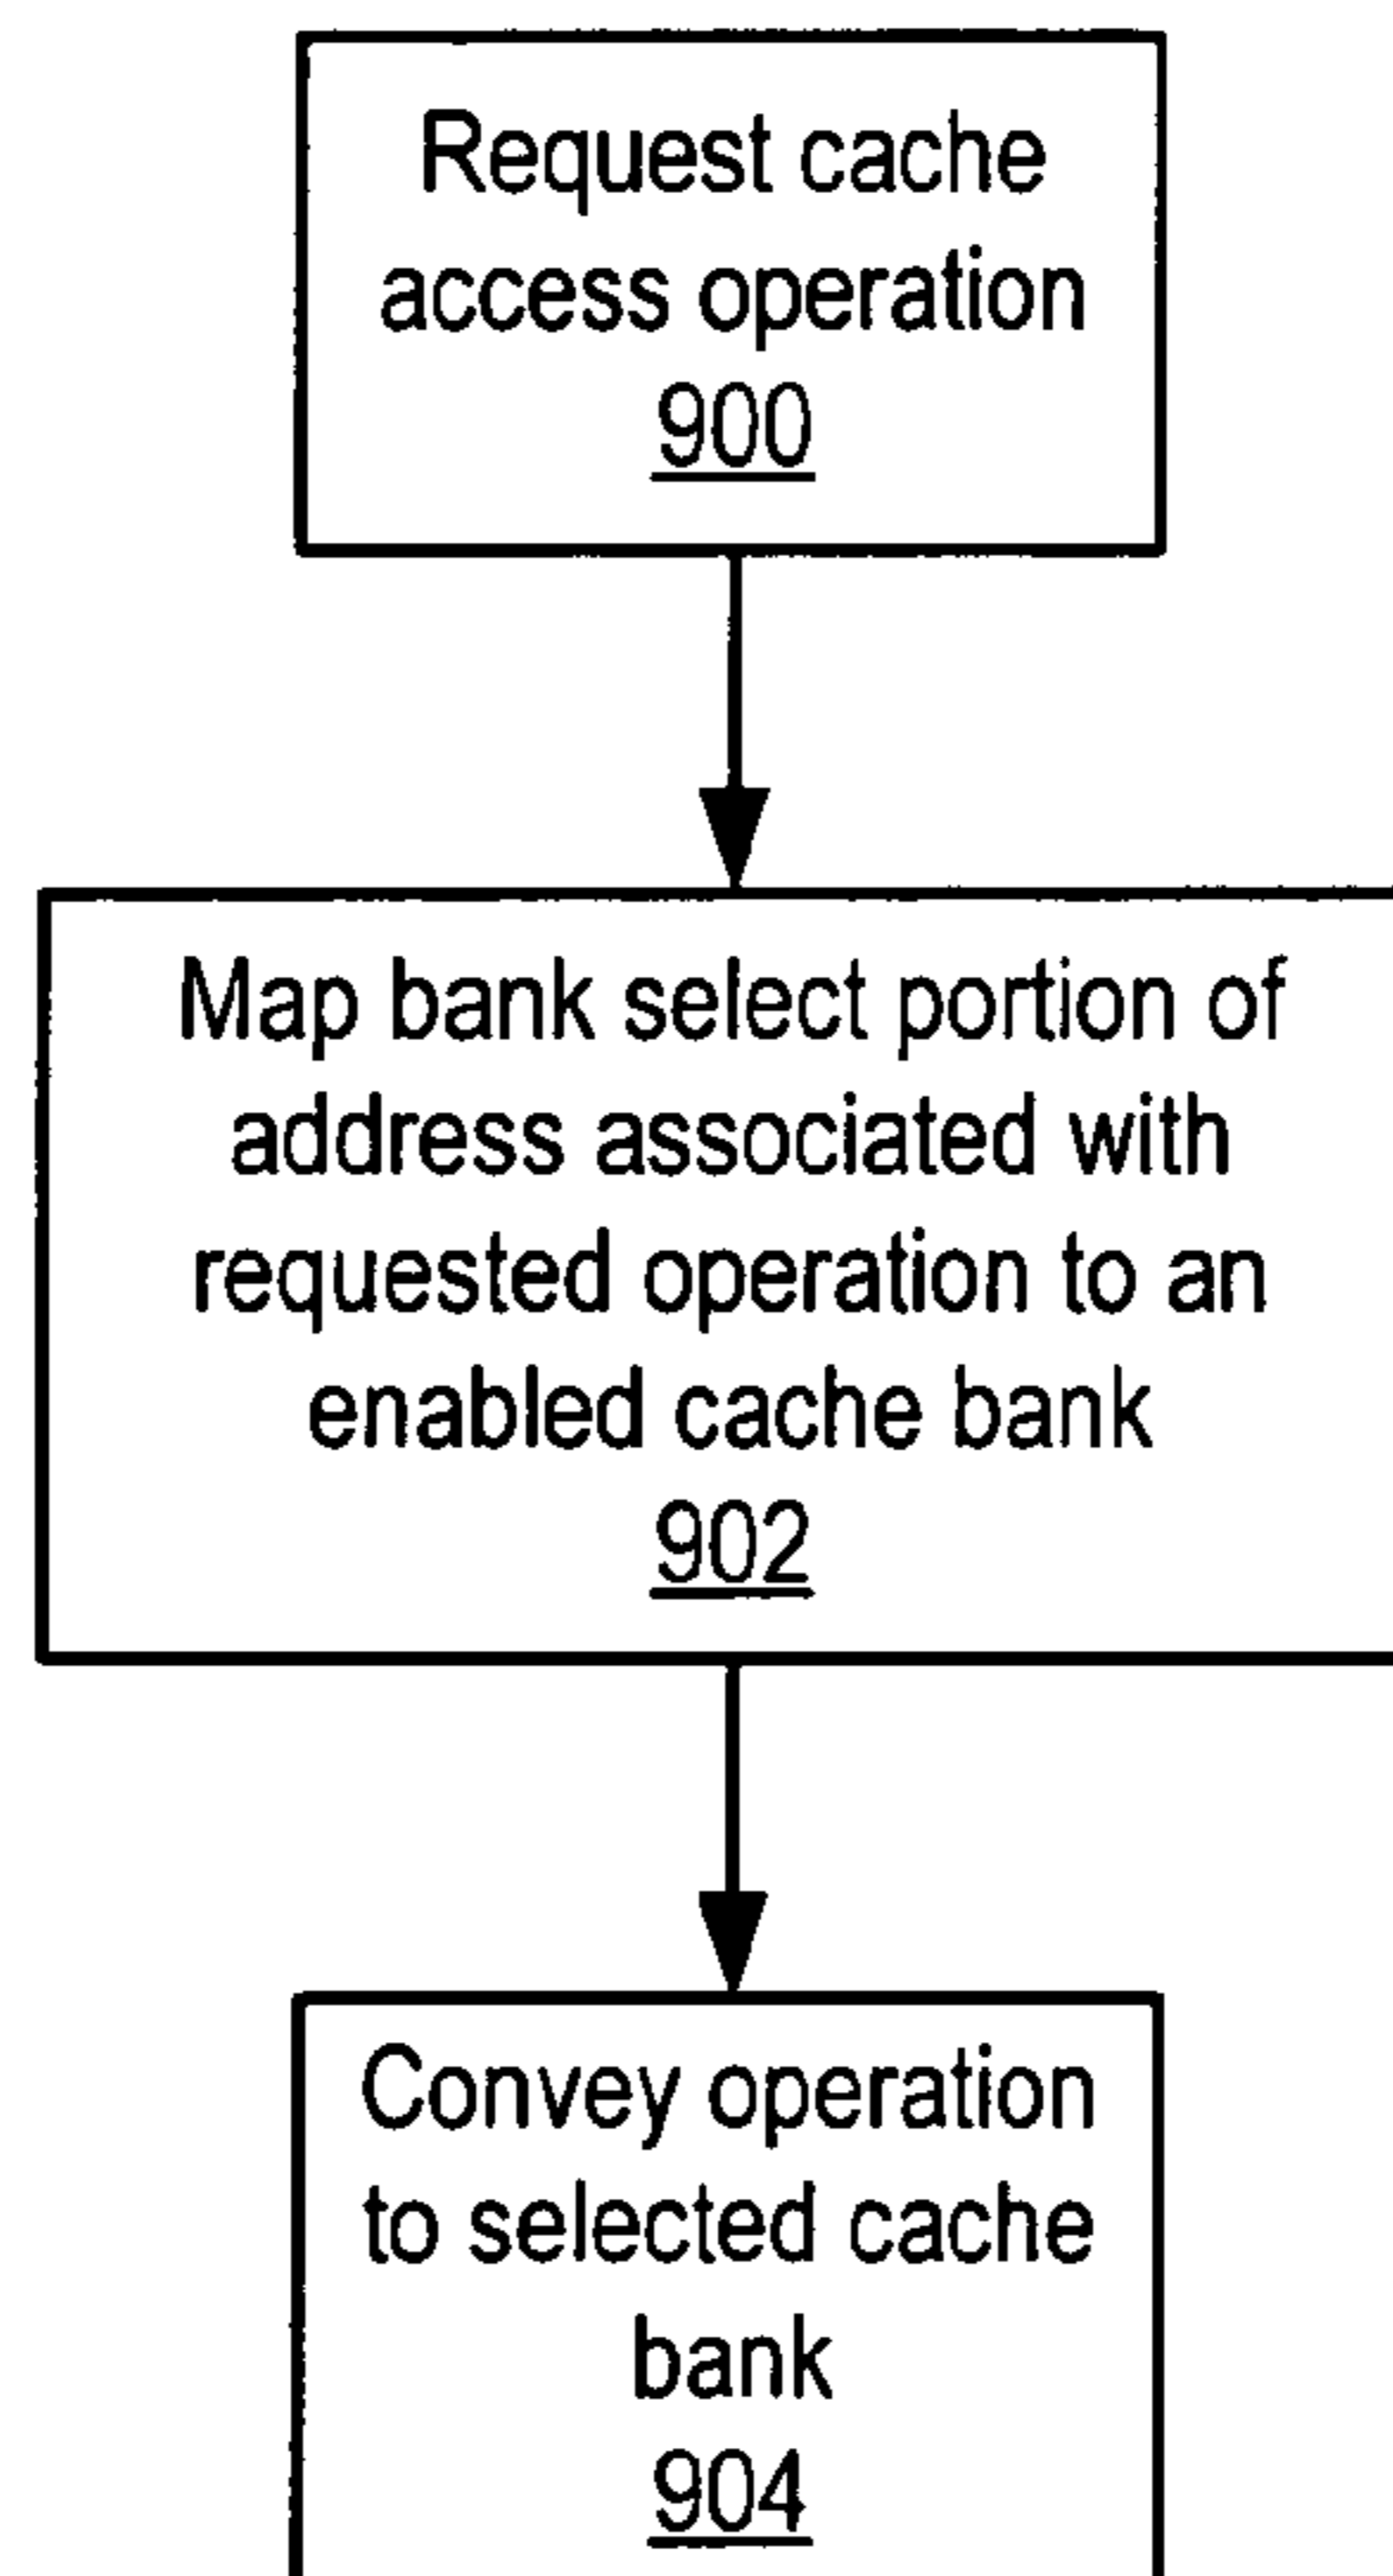 Request cache
access operation
900
Map bank select portion of
address associated with
requested operation to an
enabled cache bank
902
Convey operation
to selected cache
bank
904